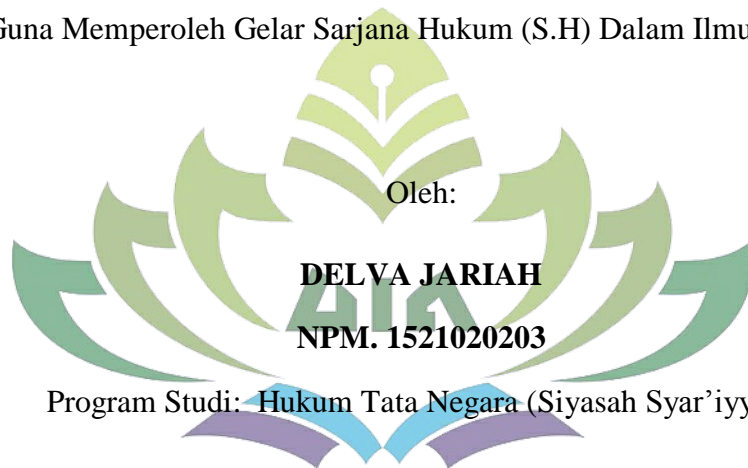 Guna Memperoleh Gelar Sarjana Hukum (S.H) Dalam Ilmu
Oleh:
DELVA JARIAH
NPM. 1521020203
Program Studi: Hukum Tata Negara (Siyasah Syar’iyy